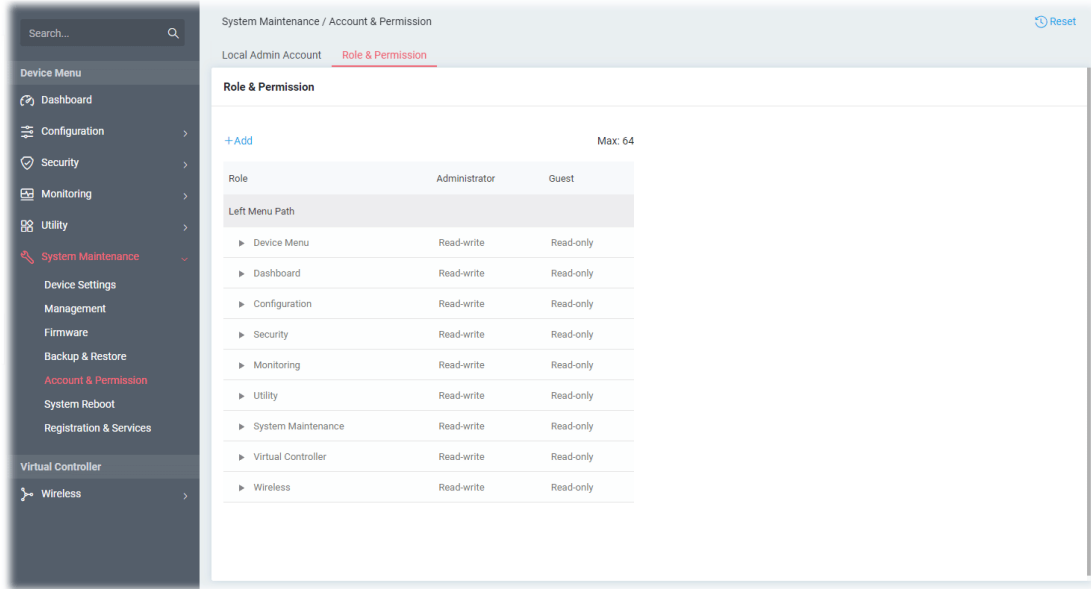 Search...
Device Menu
Dashboard
Configuration
Security
Monitoring
Utility
System Maintenance
Device Settings
Management
Firmware
Backup & Restore
Account & Permission
System Reboot
Registration & Services
Virtual Controller
Wireless
System Maintenance / Account & Permission
Reset
Local Admin Account Role & Permission
Role & Permission
+Add Max: 64
Role Administrator Guest
Left Menu Path
Device Menu Read-write Read-only
Dashboard Read-write Read-only
Configuration Read-write Read-only
Security Read-write Read-only
Monitoring Read-write Read-only
Utility Read-write Read-only
System Maintenance Read-write Read-only
Virtual Controller Read-write Read-only
Wireless Read-write Read-only